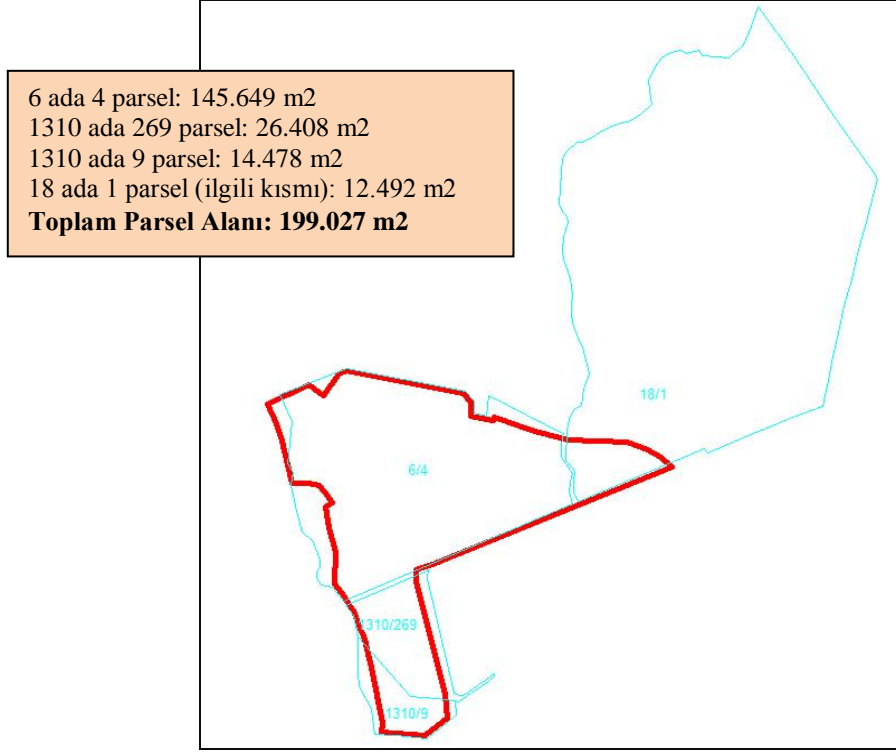 6 ada 4 parsel: 145.649 m2
1310 ada 269 parsel: 26.408 m2
1310 ada 9 parsel: 14.478 m2
18 ada 1 parsel (ilgili kısmı): 12.492 m2
Toplam Parsel Alanı: 199.027 m2
18/1
6/4
1310/269
1310/9